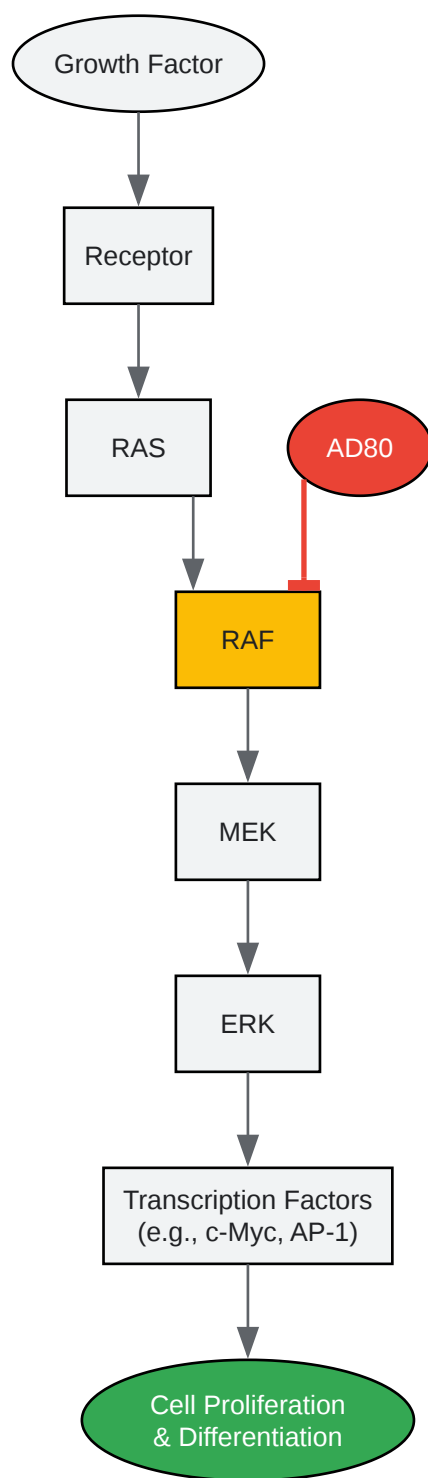 Growth Factor
Receptor
RAS
AD80
RAF
MEK
ERK
Transcription Factors
(e.g., c-Myc, AP-1)
Cell Proliferation
& Differentiation